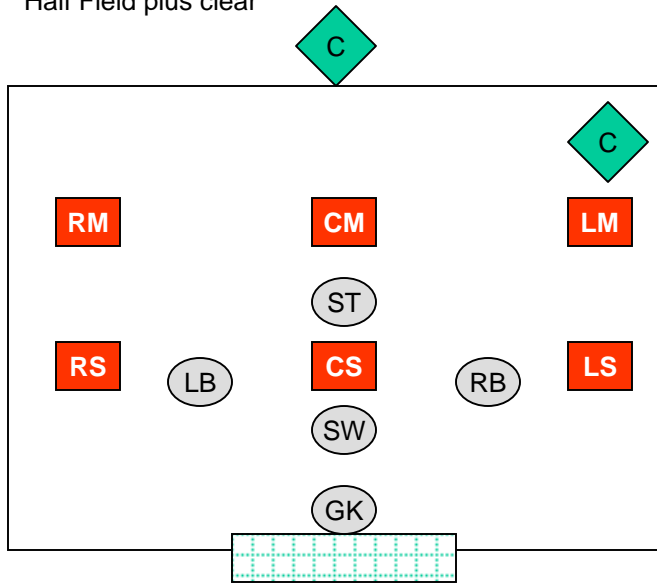 Half Field plus clear
C
C
RM CM LM
ST
RS CS LS
LB RB
SW
GK